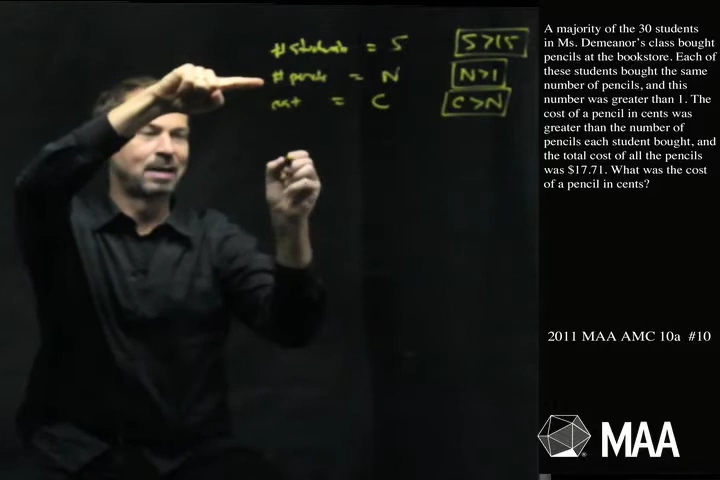 # students = S S>15
# pencils = N N>1
cost = C C>N
A majority of the 30 students
in Ms. Demeanor's class bought
pencils at the bookstore. Each of
these students bought the same
number of pencils, and this
number was greater than 1. The
cost of a pencil in cents was
greater than the number of
pencils each student bought, and
the total cost of all the pencils
was $17.71. What was the cost
of a pencil in cents?
2011 MAA AMC 10a #10
MAA